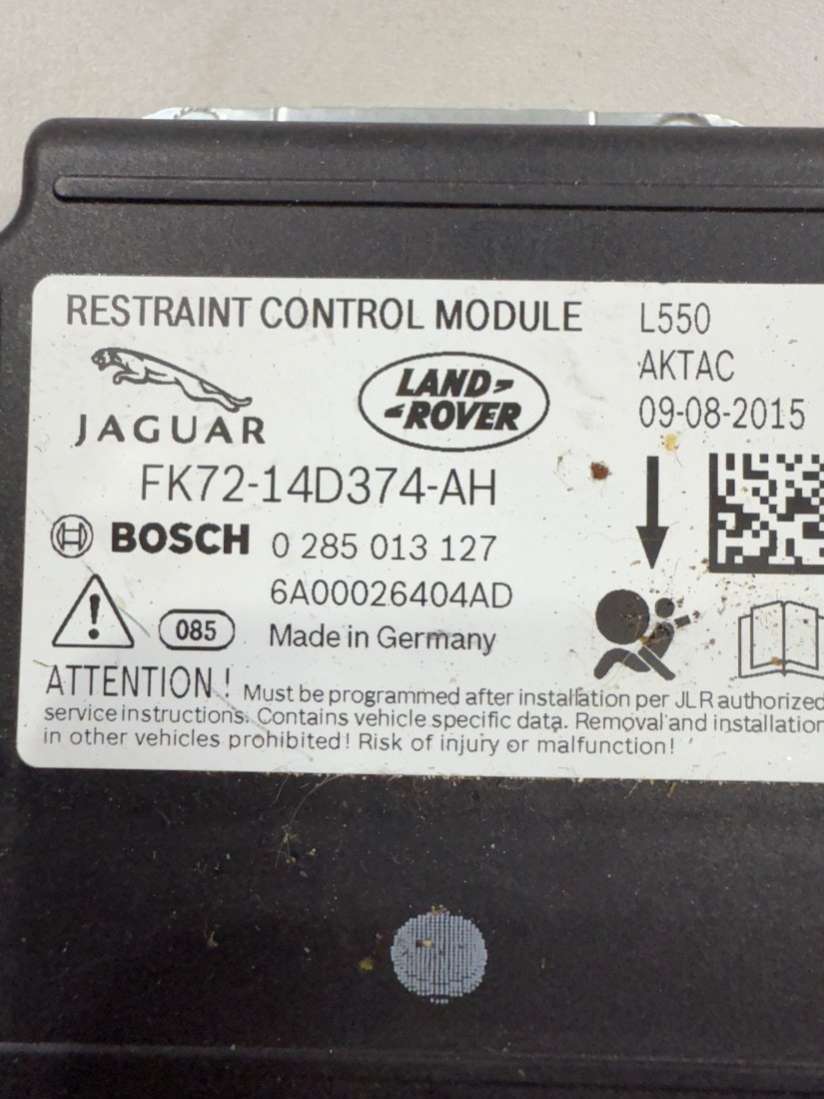 RESTRAINT CONTROL MODULE L550
AKTAC
09-08-2015
JAGUAR
LAND
ROVER
FK72-14D374-AH
BOSCH 0 285 013 127
6A00026404AD
! 085 Made in Germany
ATTENTION! Must be programmed after installation per JLR authorized
service instructions. Contains vehicle specific data. Removal and installation
in other vehicles prohibited! Risk of injury or malfunction!